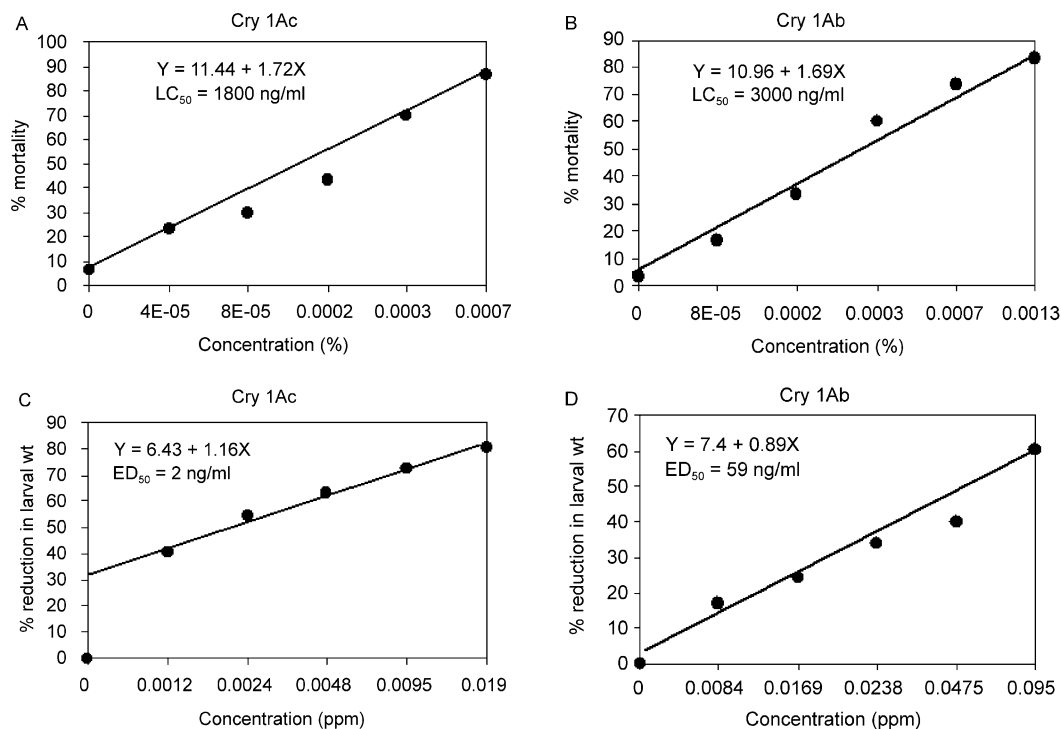 A
Cry 1Ac
Y = 11.44 + 1.72X
LC50 = 1800 ng/ml
% mortality
100
90
80
70
60
50
40
30
20
10
0
0 4E-05 8E-05 0.0002 0.0003 0.0007
Concentration (%)
B
Cry 1Ab
Y = 10.96 + 1.69X
LC50 = 3000 ng/ml
% mortality
90
80
70
60
50
40
30
20
10
0
0 8E-05 0.0002 0.0003 0.0007 0.0013
Concentration (%)
C
Cry 1Ac
Y = 6.43 + 1.16X
ED50 = 2 ng/ml
% reduction in larval wt
90
80
70
60
50
40
30
20
10
0
0 0.0012 0.0024 0.0048 0.0095 0.019
Concentration (ppm)
D
Cry 1Ab
Y = 7.4 + 0.89X
ED50 = 59 ng/ml
% reduction in larval wt
70
60
50
40
30
20
10
0
0 0.0084 0.0169 0.0238 0.0475 0.095
Concentration (ppm)